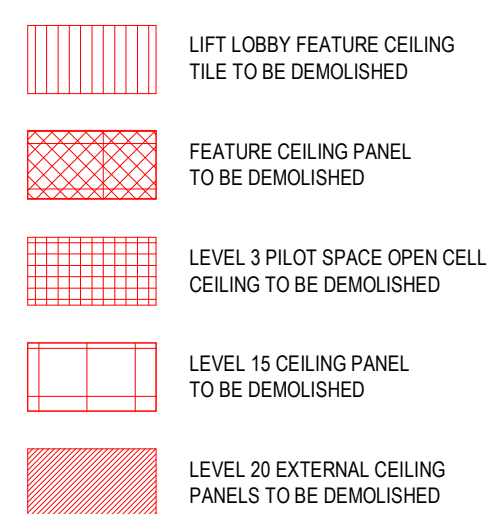 LIFT LOBBY FEATURE CEILING
TILE TO BE DEMOLISHED
FEATURE CEILING PANEL
TO BE DEMOLISHED
LEVEL 3 PILOT SPACE OPEN CELL
CEILING TO BE DEMOLISHED
LEVEL 15 CEILING PANEL
TO BE DEMOLISHED
LEVEL 20 EXTERNAL CEILING
PANELS TO BE DEMOLISHED